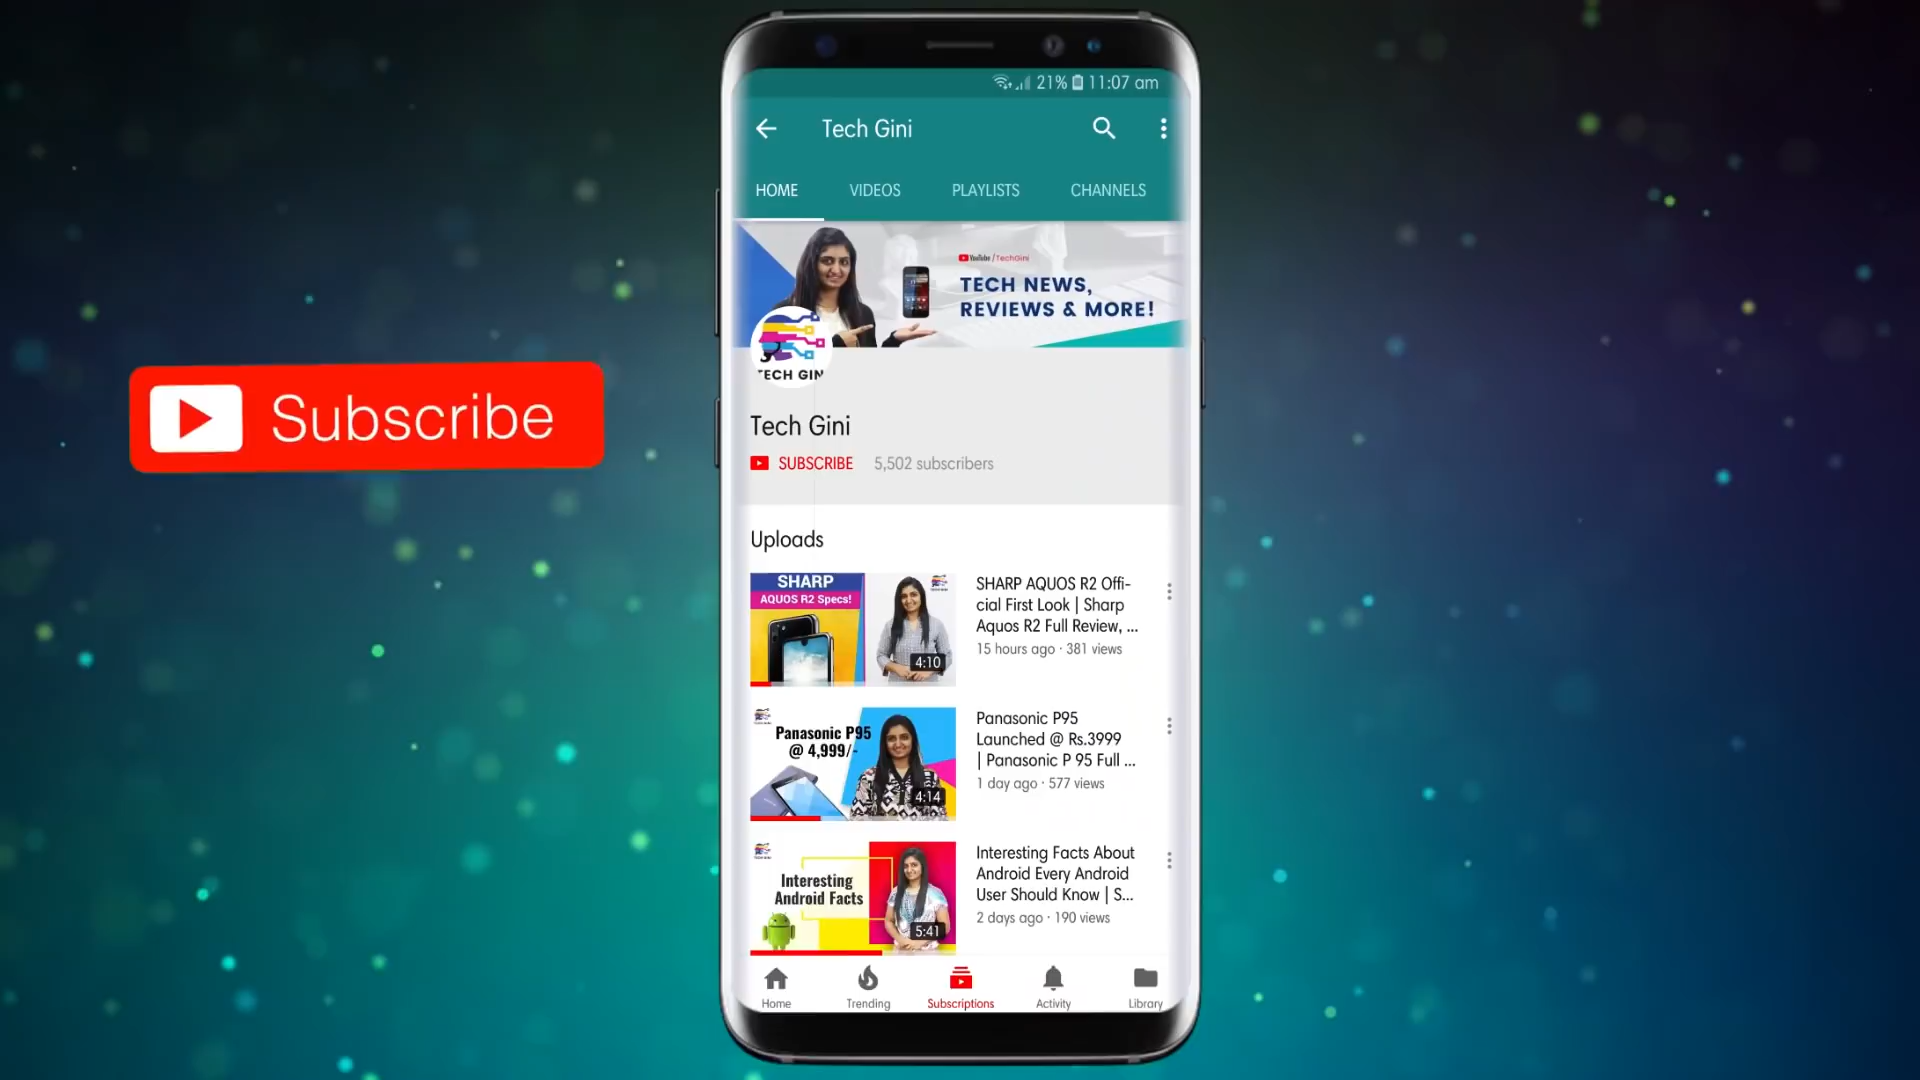 21% 11:07 am
Tech Gini
HOME VIDEOS PLAYLISTS CHANNELS
YouTube /TechGini
TECH NEWS,
REVIEWS & MORE!
TECH GIN
Tech Gini
SUBSCRIBE 5,502 subscribers
Subscribe
Uploads
SHARP
AQUOS R2 Specs!
4:10
SHARP AQUOS R2 Offi-
cial First Look | Sharp
Aquos R2 Full Review, ...
15 hours ago · 381 views
Panasonic P95
@ 4,999/-
4:14
Panasonic P95
Launched @ Rs.3999
| Panasonic P 95 Full ...
1 day ago · 577 views
Interesting
Android Facts
5:41
Interesting Facts About
Android Every Android
User Should Know | S...
2 days ago · 190 views
Home Trending Subscriptions Activity Library